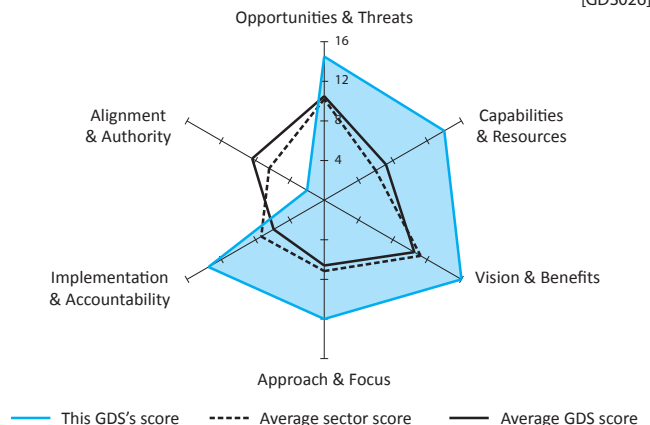 [GDS026]
Opportunities & Threats
16
12
8
4
Alignment
& Authority
Capabilities
& Resources
Implementation
& Accountability
Vision & Benefits
Approach & Focus
This GDS's score
Average sector score
Average GDS score